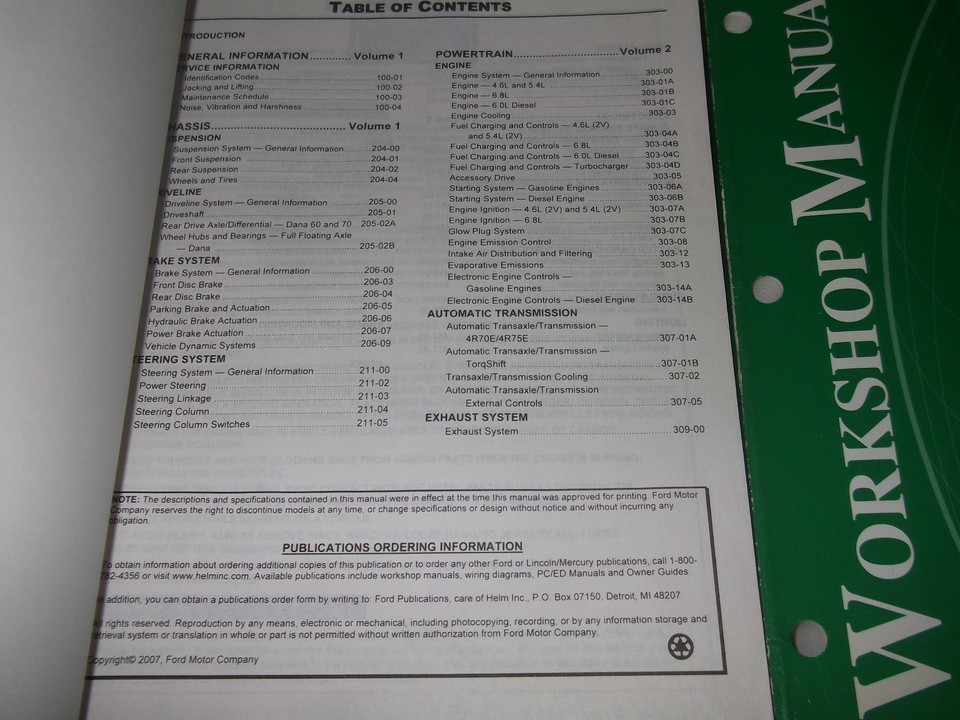 TABLE OF CONTENTS
TRODUCTION
ENERAL INFORMATION............ Volume 1
RVICE INFORMATION
Identification Codes 100-01
Jacking and Lifting 100-02
Maintenance Schedule 100-03
Noise, Vibration and Harshness 100-04
HASSIS................................... Volume 1
SPENSION
Suspension System — General Information 204-00
Front Suspension 204-01
Rear Suspension 204-02
Wheels and Tires 204-04
IVELINE
Driveline System — General Information 205-00
Driveshaft 205-01
Rear Drive Axle/Differential — Dana 60 and 70 205-02A
Wheel Hubs and Bearings — Full Floating Axle
— Dana 205-02B
AKE SYSTEM
Brake System — General Information 206-00
Front Disc Brake 206-03
Rear Disc Brake 206-04
Parking Brake and Actuation 206-05
Hydraulic Brake Actuation 206-06
Power Brake Actuation 206-07
Vehicle Dynamic Systems 206-09
TEERING SYSTEM
Steering System — General Information 211-00
Power Steering 211-02
Steering Linkage 211-03
Steering Column 211-04
Steering Column Switches 211-05
POWERTRAIN............................ Volume 2
ENGINE
Engine System — General Information 303-00
Engine — 4.6L and 5.4L 303-01A
Engine — 6.8L 303-01B
Engine — 6.0L Diesel 303-01C
Engine Cooling 303-03
Fuel Charging and Controls — 4.6L (2V)
and 5.4L (2V) 303-04A
Fuel Charging and Controls — 6.8L 303-04B
Fuel Charging and Controls — 6.0L Diesel 303-04C
Fuel Charging and Controls — Turbocharger 303-04D
Accessory Drive 303-05
Starting System — Gasoline Engines 303-06A
Starting System — Diesel Engine 303-06B
Engine Ignition — 4.6L (2V) and 5.4L (2V) 303-07A
Engine Ignition — 6.8L 303-07B
Glow Plug System 303-07C
Engine Emission Control 303-08
Intake Air Distribution and Filtering 303-12
Evaporative Emissions 303-13
Electronic Engine Controls —
Gasoline Engines 303-14A
Electronic Engine Controls — Diesel Engine 303-14B
AUTOMATIC TRANSMISSION
Automatic Transaxle/Transmission —
4R70E/4R75E 307-01A
Automatic Transaxle/Transmission —
TorqShift 307-01B
Transaxle/Transmission Cooling 307-02
Automatic Transaxle/Transmission
External Controls 307-05
EXHAUST SYSTEM
Exhaust System 309-00
NOTE: The descriptions and specifications contained in this manual were in effect at the time this manual was approved for printing. Ford Motor
Company reserves the right to discontinue models at any time, or change specifications or design without notice and without incurring any
obligation.
PUBLICATIONS ORDERING INFORMATION
To obtain information about ordering additional copies of this publication or to order any other Ford or Lincoln/Mercury publications, call 1-800-
782-4356 or visit www.helminc.com. Available publications include workshop manuals, wiring diagrams, PC/ED Manuals and Owner Guides.
addition, you can obtain a publications order form by writing to: Ford Publications, care of Helm Inc., P.O. Box 07150, Detroit, MI 48207.
All rights reserved. Reproduction by any means, electronic or mechanical, including photocopying, recording, or by any information storage and
retrieval system or translation in whole or part is not permitted without written authorization from Ford Motor Company.
Copyright© 2007, Ford Motor Company
WORKSHOP MANUA